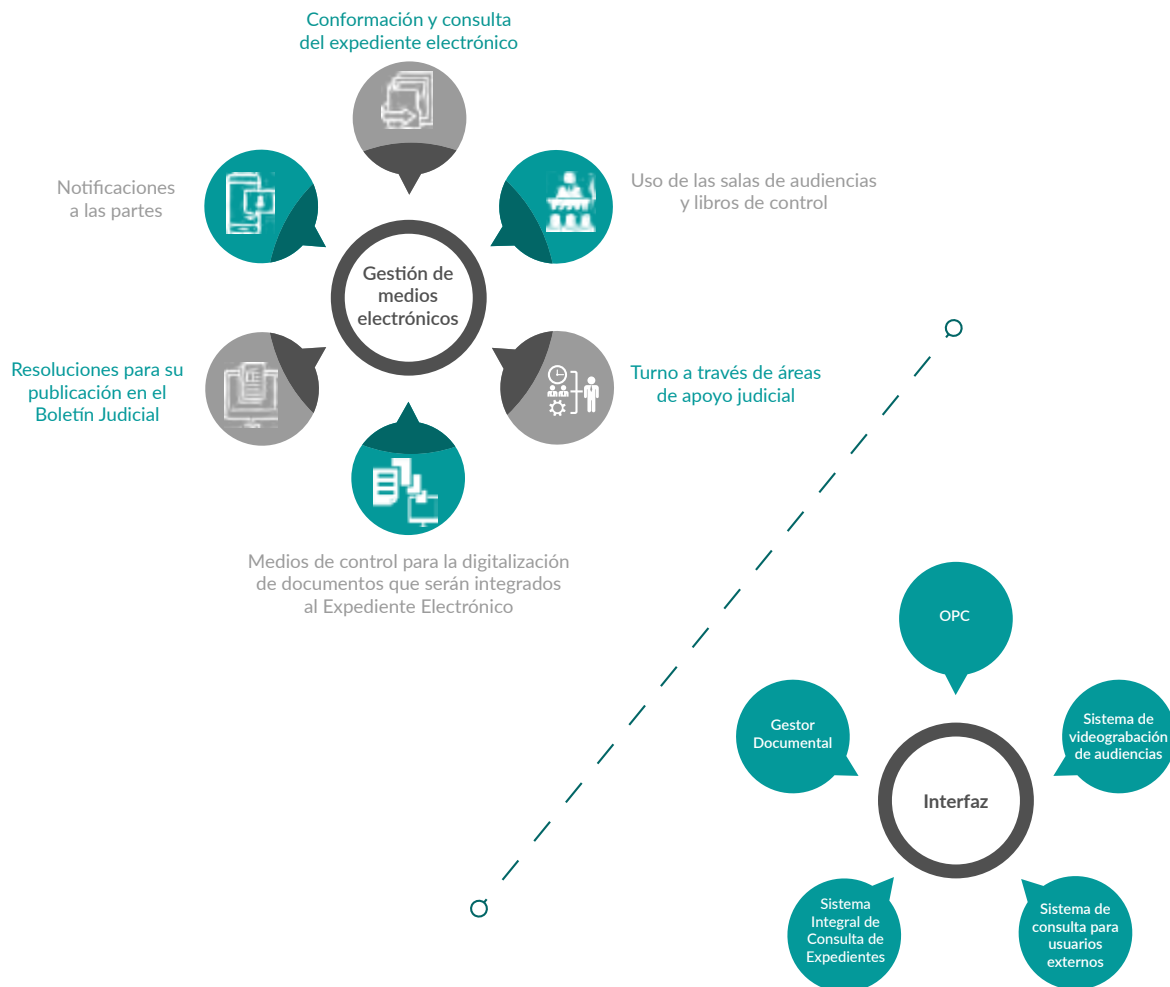 Conformación y consulta
del expediente electrónico
Notificaciones
a las partes
Uso de las salas de audiencias
y libros de control
Gestión de
medios
electrónicos
Resoluciones para su
publicación en el
Boletín Judicial
Turno a través de áreas
de apoyo judicial
Medios de control para la digitalización
de documentos que serán integrados
al Expediente Electrónico
OPC
Gestor
Documental
Sistema de
videograbación
de audiencias
Interfaz
Sistema
Integral de
Consulta de
Expedientes
Sistema de
consulta para
usuarios
externos